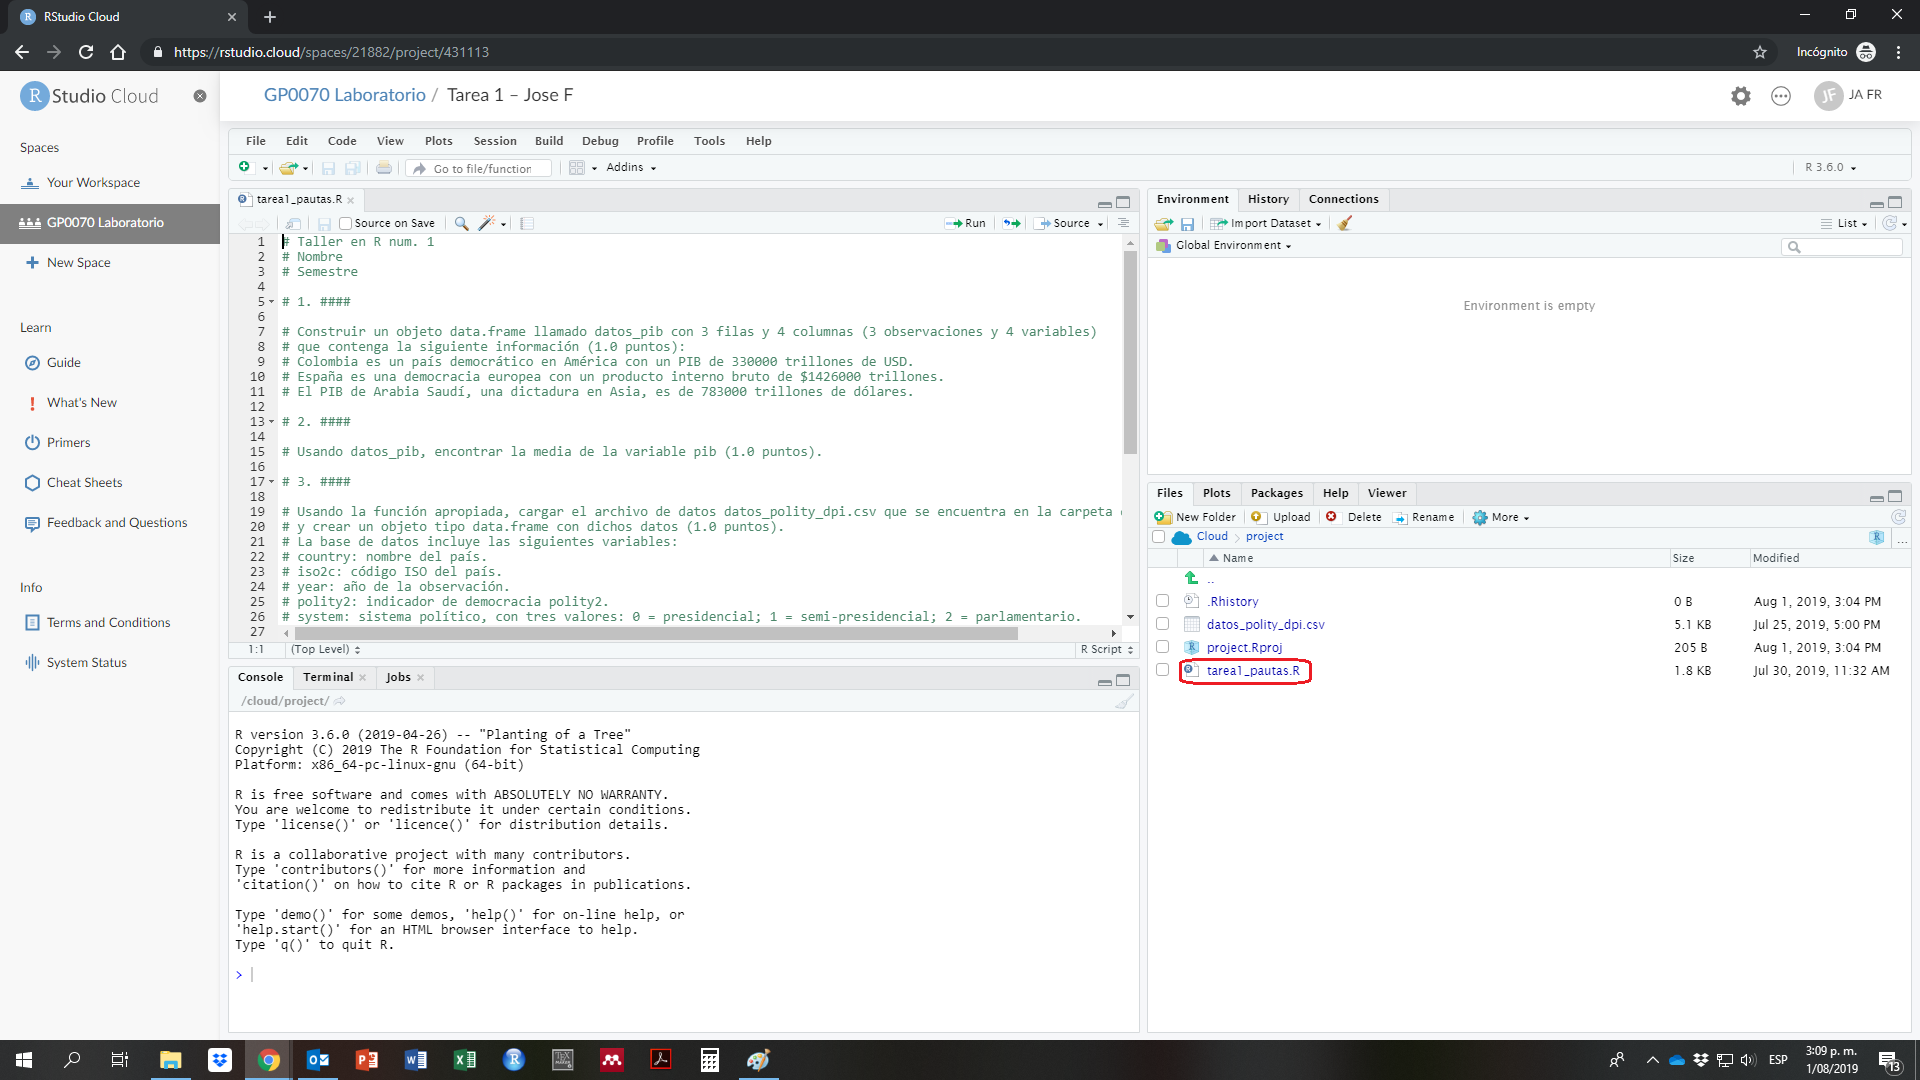 RStudio Cloud
https://rstudio.cloud/spaces/21882/project/431113
Incógnito
R Studio Cloud
GP0070 Laboratorio / Tarea 1 – Jose F
JF JA FR
Spaces
Your Workspace
GP0070 Laboratorio
New Space
Learn
Guide
What's New
Primers
Cheat Sheets
Feedback and Questions
Info
Terms and Conditions
System Status
File Edit Code View Plots Session Build Debug Profile Tools Help
Go to file/function Addins R 3.6.0
tarea1_pautas.R
Source on Save Run Source
1 # Taller en R num. 1
2 # Nombre
3 # Semestre
4
5 # 1. ####
6
7 # Construir un objeto data.frame llamado datos_pib con 3 filas y 4 columnas (3 observaciones y 4 variables)
8 # que contenga la siguiente información (1.0 puntos):
9 # Colombia es un país democrático en América con un PIB de 330000 trillones de USD.
10 # España es una democracia europea con un producto interno bruto de $1426000 trillones.
11 # El PIB de Arabia Saudí, una dictadura en Asia, es de 783000 trillones de dólares.
12
13 # 2. ####
14
15 # Usando datos_pib, encontrar la media de la variable pib (1.0 puntos).
16
17 # 3. ####
18
19 # Usando la función apropiada, cargar el archivo de datos datos_polity_dpi.csv que se encuentra en la carpeta
20 # y crear un objeto tipo data.frame con dichos datos (1.0 puntos).
21 # La base de datos incluye las siguientes variables:
22 # country: nombre del país.
23 # iso2c: código ISO del país.
24 # year: año de la observación.
25 # polity2: indicador de democracia polity2.
26 # system: sistema político, con tres valores: 0 = presidencial; 1 = semi-presidencial; 2 = parlamentario.
27
1:1 (Top Level) R Script
Console Terminal Jobs
/cloud/project/
R version 3.6.0 (2019-04-26) -- "Planting of a Tree"
Copyright (C) 2019 The R Foundation for Statistical Computing
Platform: x86_64-pc-linux-gnu (64-bit)
R is free software and comes with ABSOLUTELY NO WARRANTY.
You are welcome to redistribute it under certain conditions.
Type 'license()' or 'licence()' for distribution details.
R is a collaborative project with many contributors.
Type 'contributors()' for more information and
'citation()' on how to cite R or R packages in publications.
Type 'demo()' for some demos, 'help()' for on-line help, or
'help.start()' for an HTML browser interface to help.
Type 'q()' to quit R.
>
Environment History Connections
Import Dataset List
Global Environment
Environment is empty
Files Plots Packages Help Viewer
New Folder Upload Delete Rename More
Cloud project ...
Name Size Modified
..
.Rhistory 0 B Aug 1, 2019, 3:04 PM
datos_polity_dpi.csv 5.1 KB Jul 25, 2019, 5:00 PM
project.Rproj 205 B Aug 1, 2019, 3:04 PM
tarea1_pautas.R 1.8 KB Jul 30, 2019, 11:32 AM
ESP
3:09 p. m.
1/08/2019
13